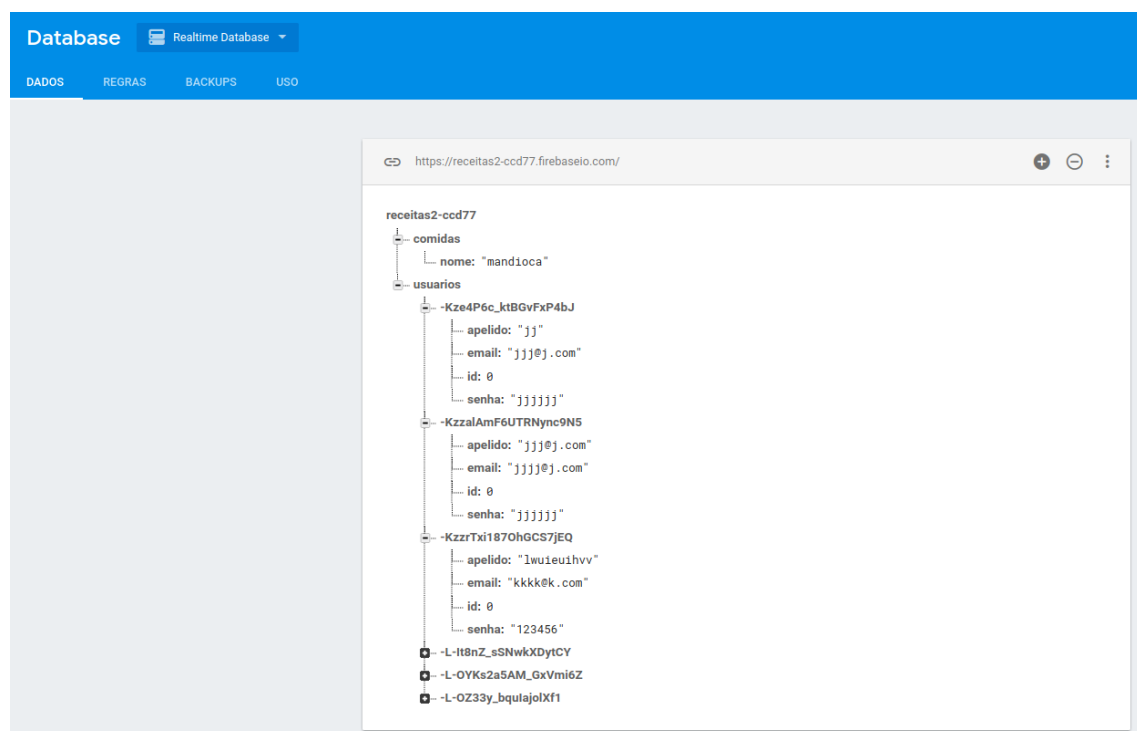 Database Realtime Database
DADOS REGRAS BACKUPS USO
https://receitas2-ccd77.firebaseio.com/
receitas2-ccd77
comidas
nome: "mandioca"
usuarios
-Kze4P6c_ktBGvFxP4bJ
apelido: "jj"
email: "jjj@j.com"
id: 0
senha: "jjjjjj"
-KzzalAmF6UTRNync9N5
apelido: "jjj@j.com"
email: "jjjj@j.com"
id: 0
senha: "jjjjjj"
-KzzrTxi187OhGCS7jEQ
apelido: "lwuieuihvv"
email: "kkkk@k.com"
id: 0
senha: "123456"
-L-It8nZ_sSNwkXDytCY
-L-OYKs2a5AM_GxVmi6Z
-L-OZ33y_bquIajolXf1